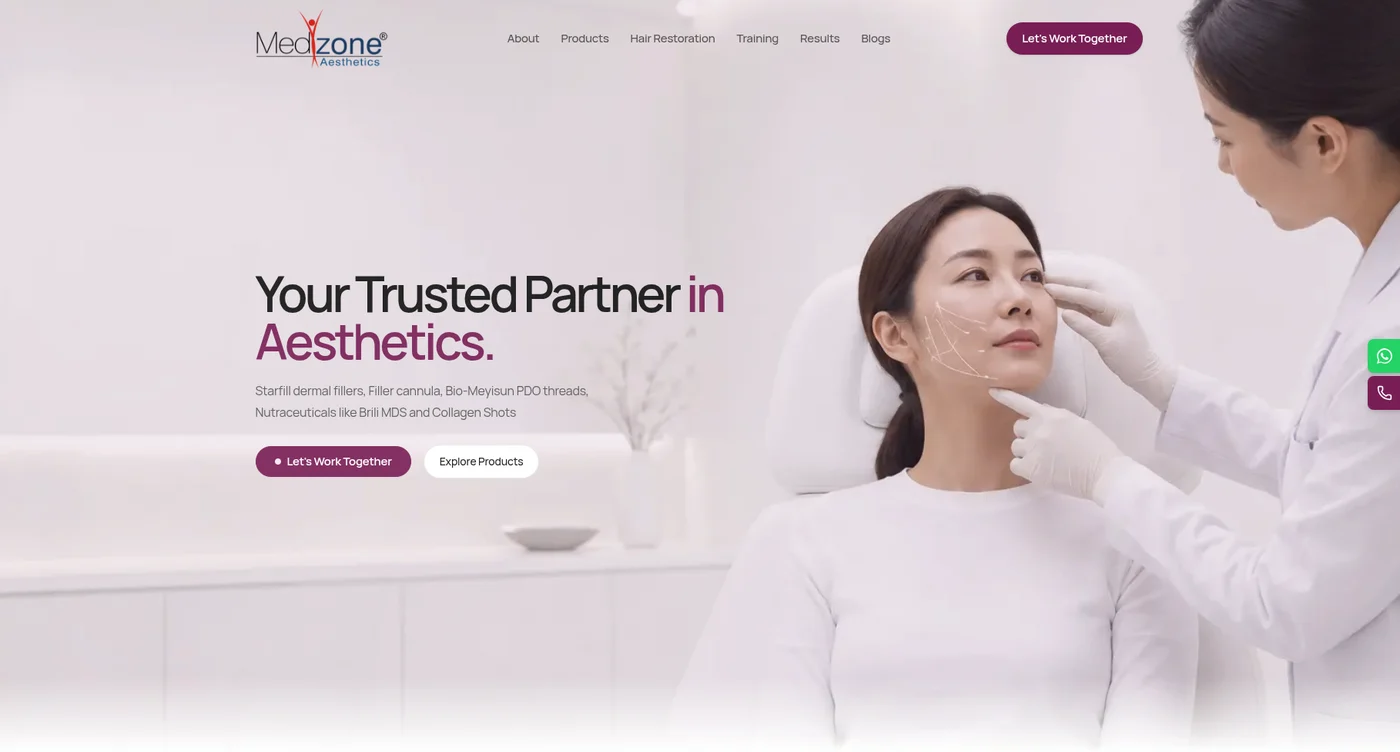 Medizone®
Aesthetics
About
Products
Hair Restoration
Training
Results
Blogs
Let's Work Together
Your Trusted Partner in
Aesthetics.
Starfill dermal fillers, Filler cannula, Bio-Meyisun PDO threads,
Nutraceuticals like Brili MDS and Collagen Shots
Let's Work Together
Explore Products